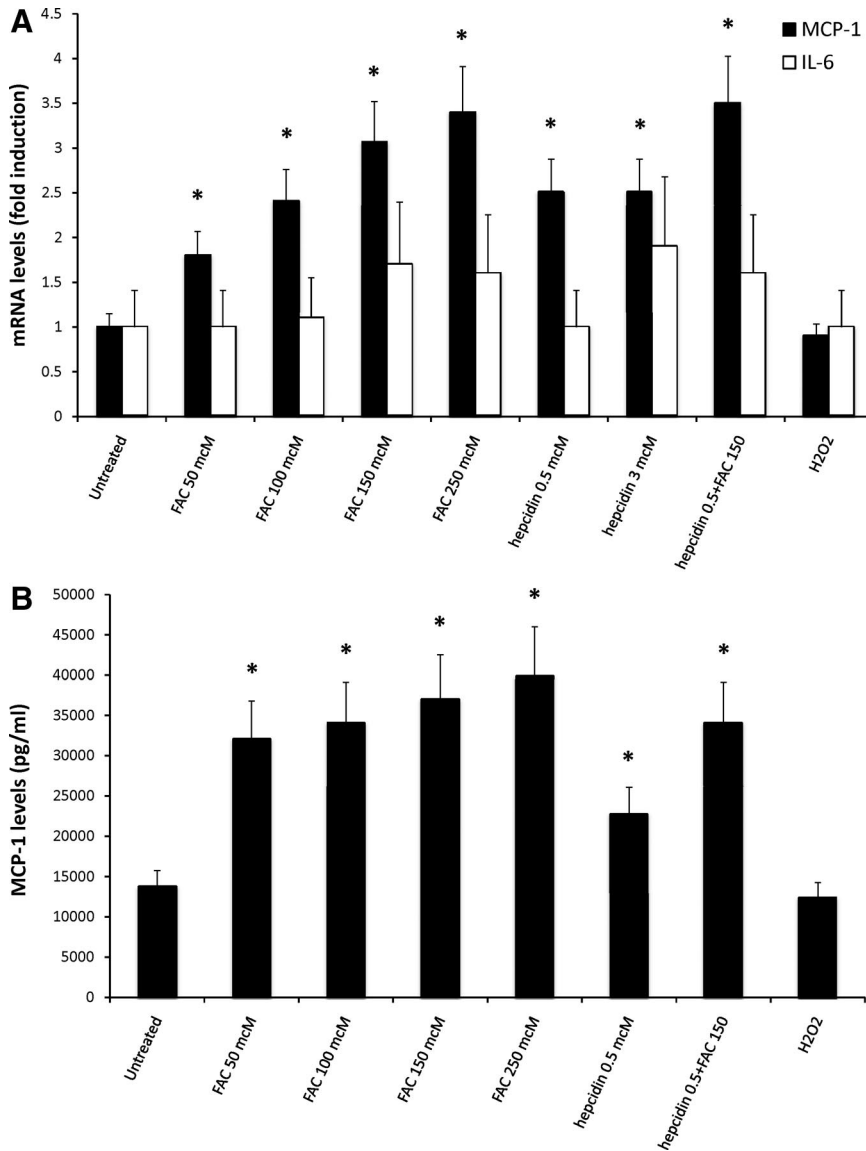 A
mRNA levels (fold induction)
4.5
4
3.5
3
2.5
2
1.5
1
0.5
0
MCP-1
IL-6
*
*
*
*
*
*
*
Untreated
FAC 50 mcM
FAC 100 mcM
FAC 150 mcM
FAC 250 mcM
hepcidin 0.5 mcM
hepcidin 3 mcM
hepcidin 0.5+FAC 150
H2O2
B
MCP-1 levels (pg/ml)
50000
45000
40000
35000
30000
25000
20000
15000
10000
5000
0
*
*
*
*
*
*
Untreated
FAC 50 mcM
FAC 100 mcM
FAC 150 mcM
FAC 250 mcM
hepcidin 0.5 mcM
hepcidin 0.5+FAC 150
H2O2